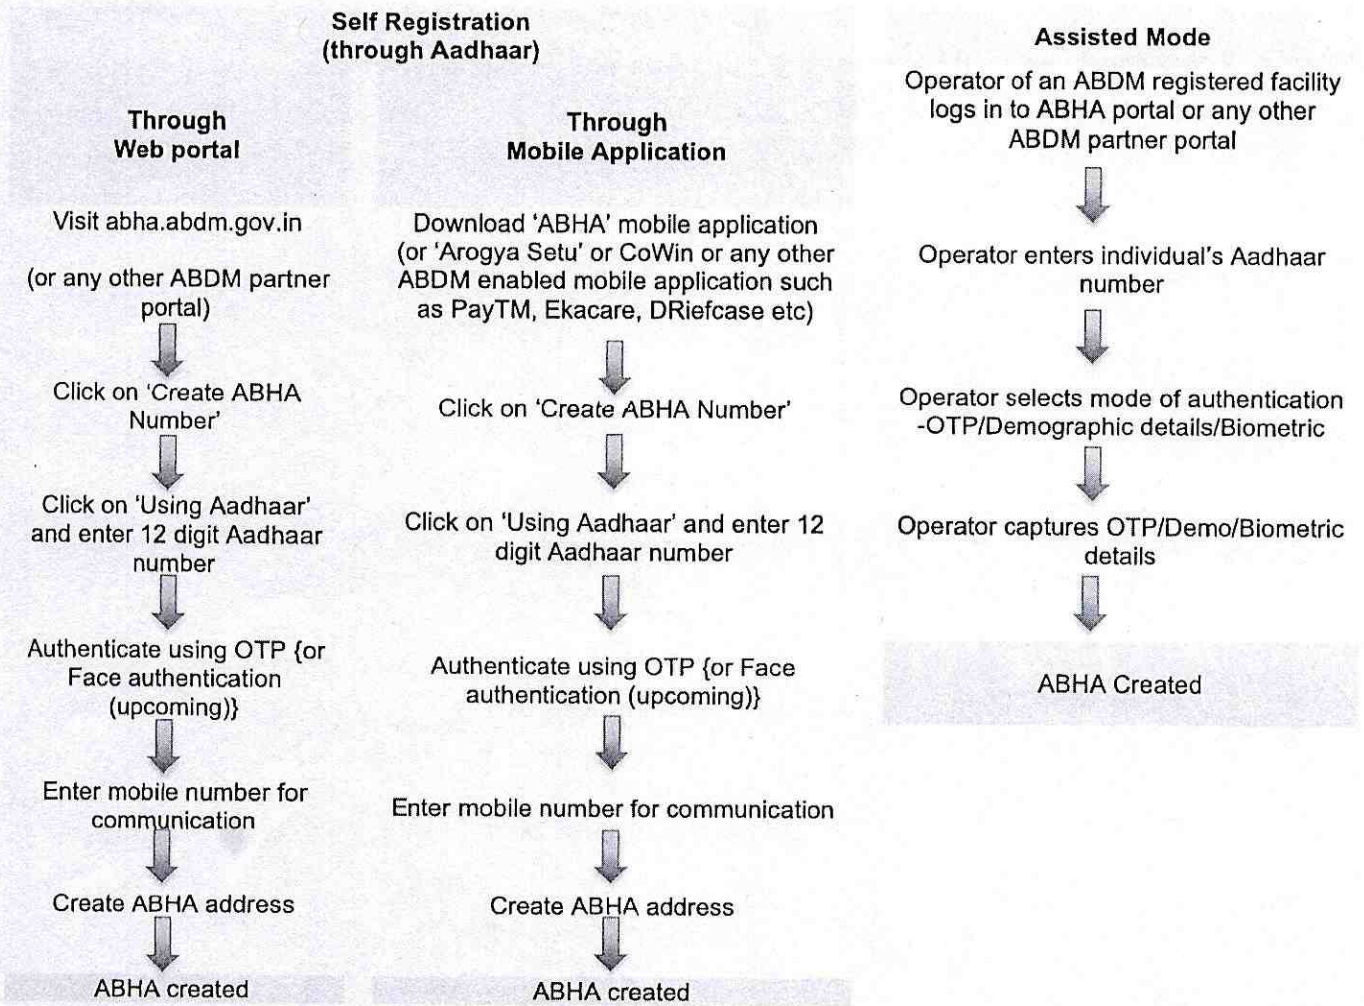 Self Registration
(through Aadhaar)
Through
Web portal
Visit abha.abdm.gov.in
(or any other ABDM partner
portal)
Click on 'Create ABHA
Number'
Click on 'Using Aadhaar'
and enter 12 digit Aadhaar
number
Authenticate using OTP {or
Face authentication
(upcoming)}
Enter mobile number for
communication
Create ABHA address
ABHA created
Through
Mobile Application
Download 'ABHA' mobile application
(or 'Arogya Setu' or CoWin or any other
ABDM enabled mobile application such
as PayTM, Ekacare, DRiefcase etc)
Click on 'Create ABHA Number'
Click on 'Using Aadhaar' and enter 12
digit Aadhaar number
Authenticate using OTP {or Face
authentication (upcoming)}
Enter mobile number for communication
Create ABHA address
ABHA created
Assisted Mode
Operator of an ABDM registered facility
logs in to ABHA portal or any other
ABDM partner portal
Operator enters individual's Aadhaar
number
Operator selects mode of authentication
-OTP/Demographic details/Biometric
Operator captures OTP/Demo/Biometric
details
ABHA Created